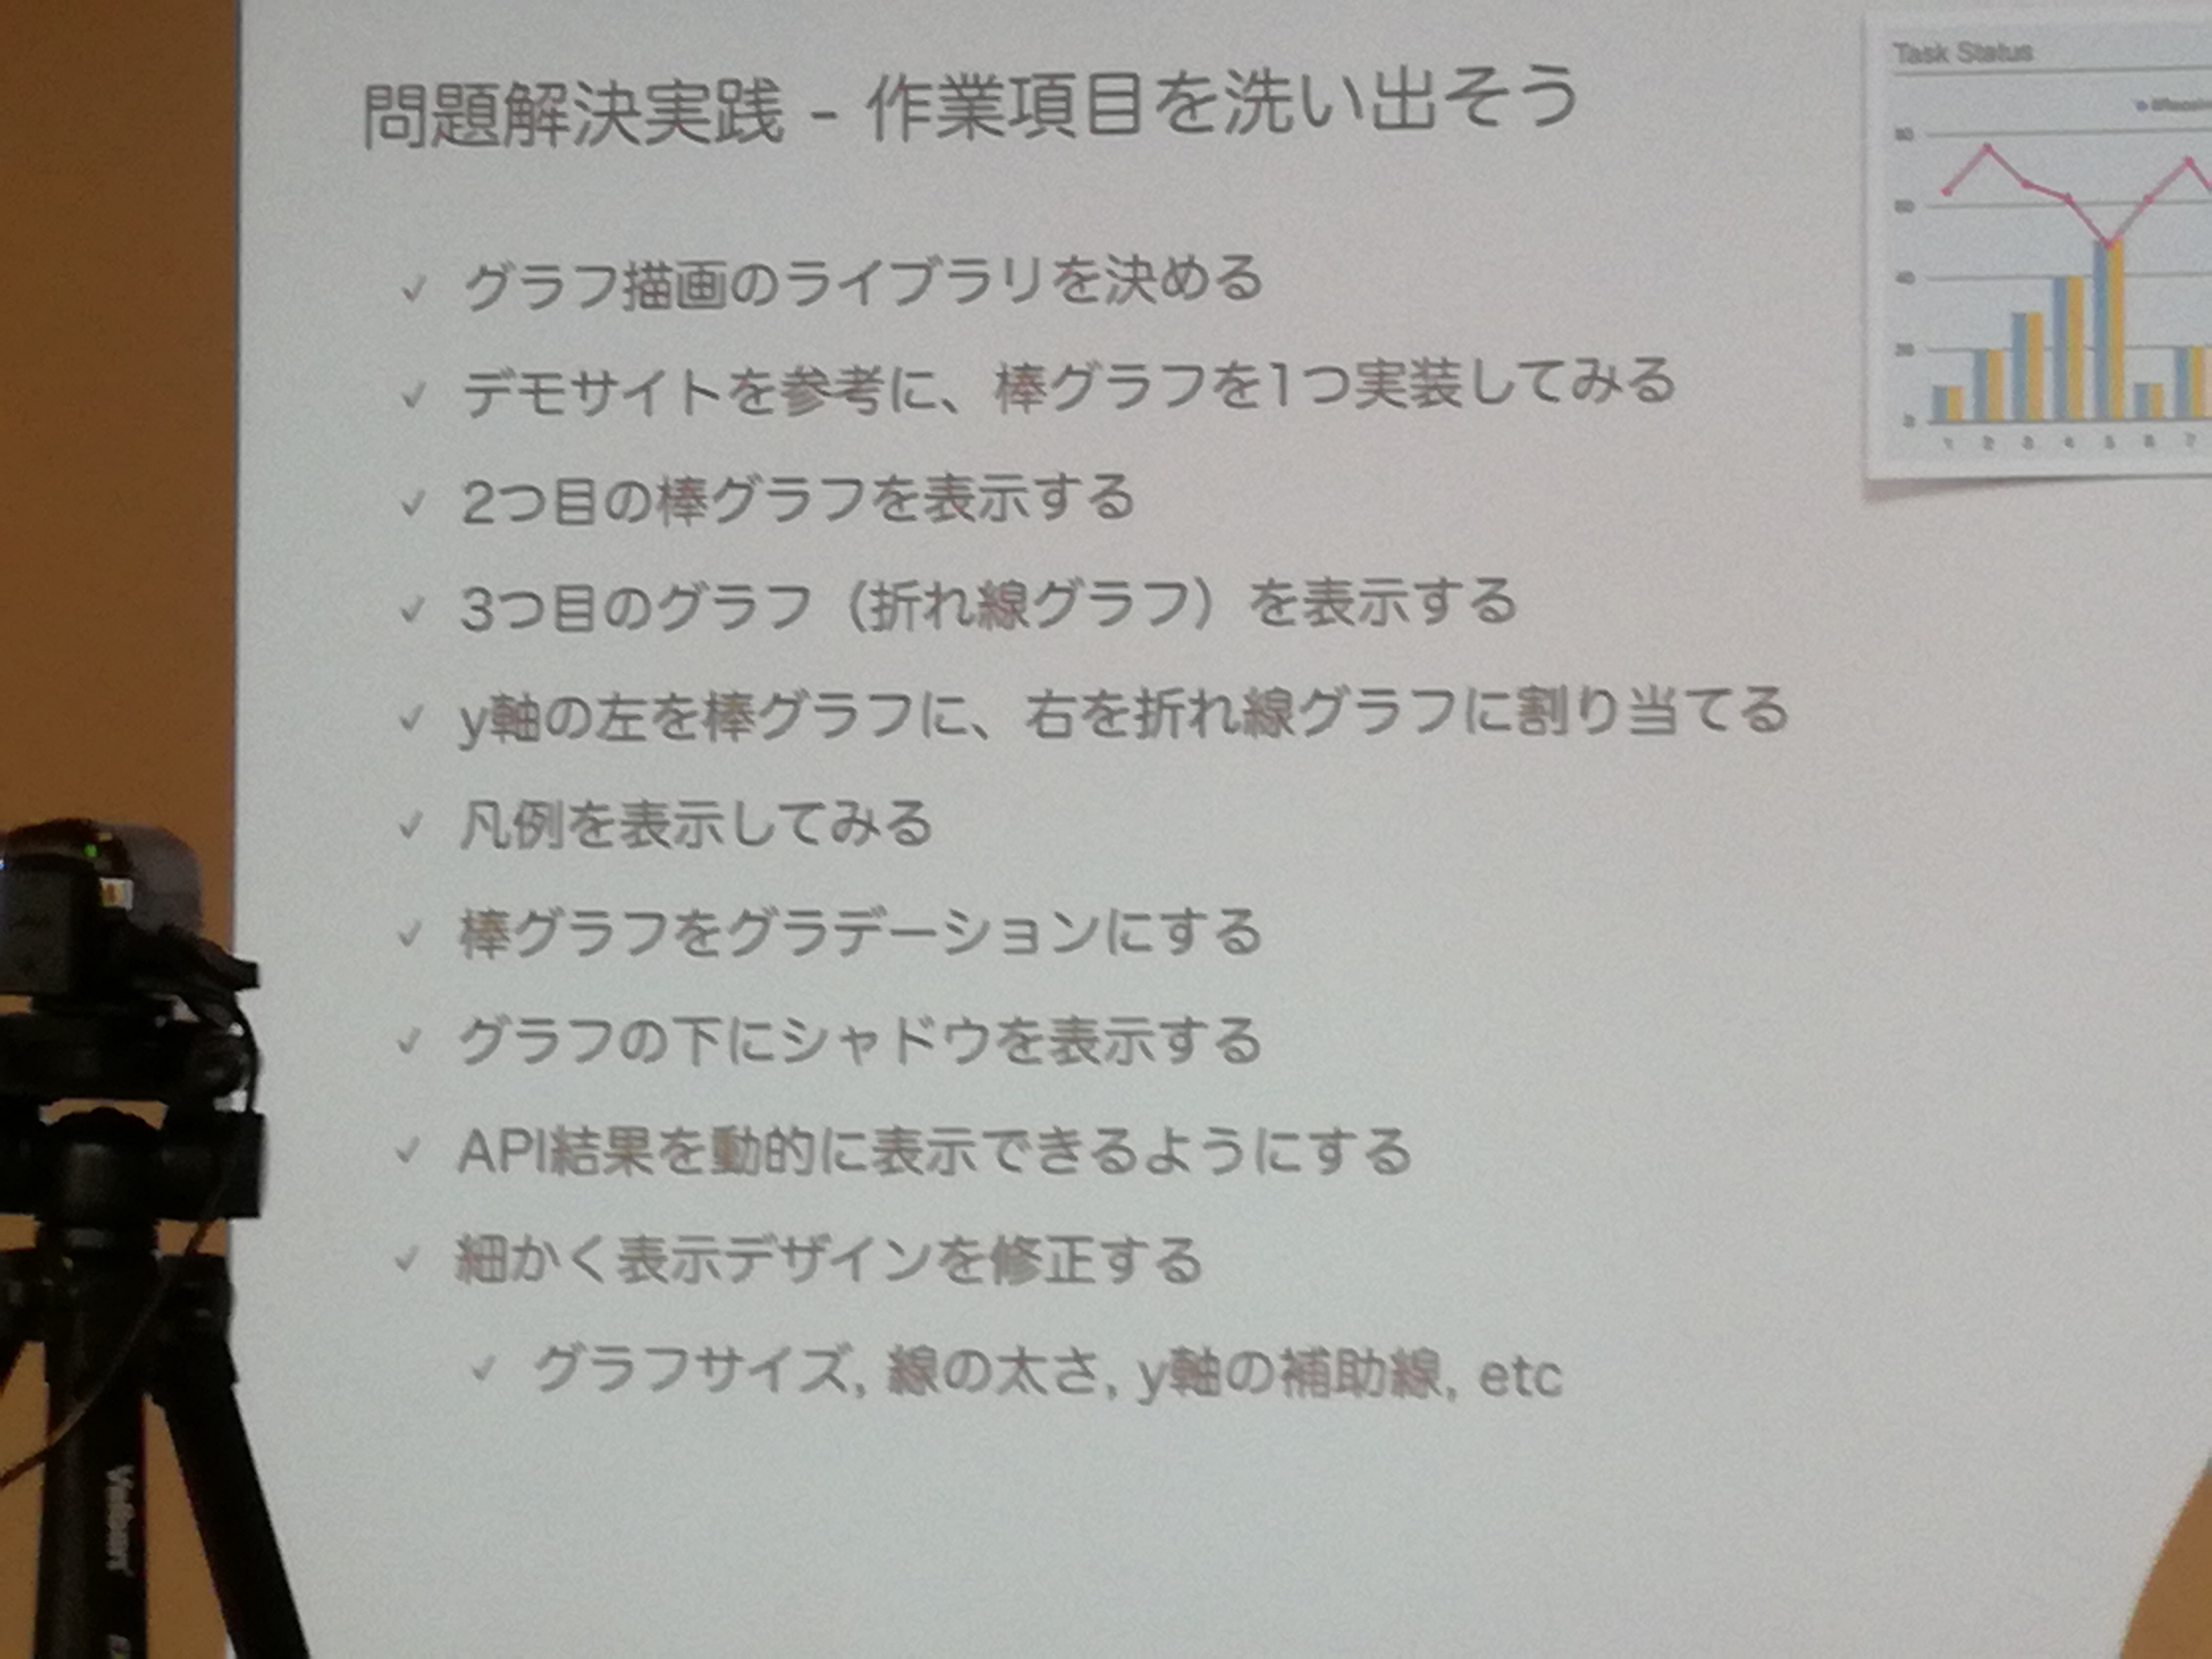 問題解決実践 - 作業項目を洗い出そう
Task Status
80
60
40
20
0
1 2 3 4 5 6 7
✓ グラフ描画のライブラリを決める
✓ デモサイトを参考に、棒グラフを1つ実装してみる
✓ 2つ目の棒グラフを表示する
✓ 3つ目のグラフ（折れ線グラフ）を表示する
✓ y軸の左を棒グラフに、右を折れ線グラフに割り当てる
✓ 凡例を表示してみる
✓ 棒グラフをグラデーションにする
✓ グラフの下にシャドウを表示する
✓ API結果を動的に表示できるようにする
✓ 細かく表示デザインを修正する
✓ グラフサイズ, 線の太さ, y軸の補助線, etc
Velbon